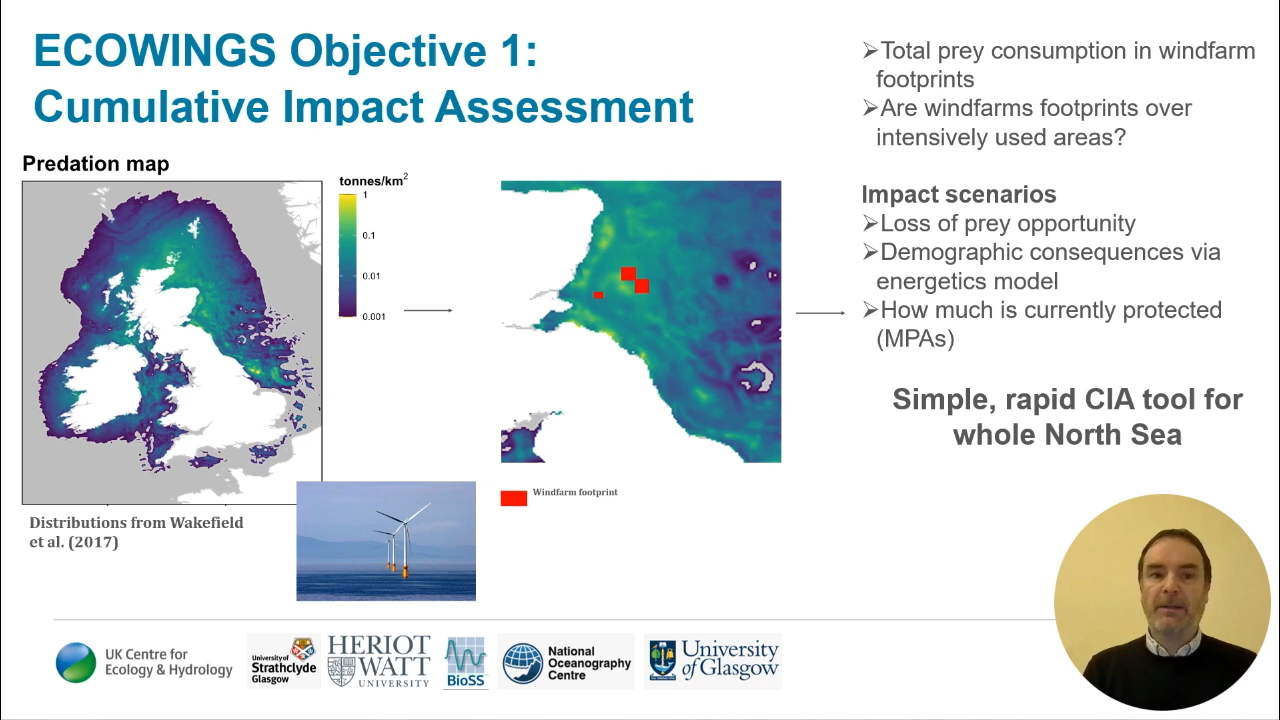 ECOWINGS Objective 1:
Cumulative Impact Assessment
Predation map
tonnes/km²
1
0.1
0.01
0.001
Distributions from Wakefield
et al. (2017)
Windfarm footprint
➢Total prey consumption in windfarm
footprints
➢Are windfarms footprints over
intensively used areas?
Impact scenarios
➢Loss of prey opportunity
➢Demographic consequences via
energetics model
➢How much is currently protected
(MPAs)
Simple, rapid CIA tool for
whole North Sea
UK Centre for
Ecology & Hydrology
University of
Strathclyde
Glasgow
HERIOT
WATT
UNIVERSITY
BioSS
National
Oceanography
Centre
University
of Glasgow